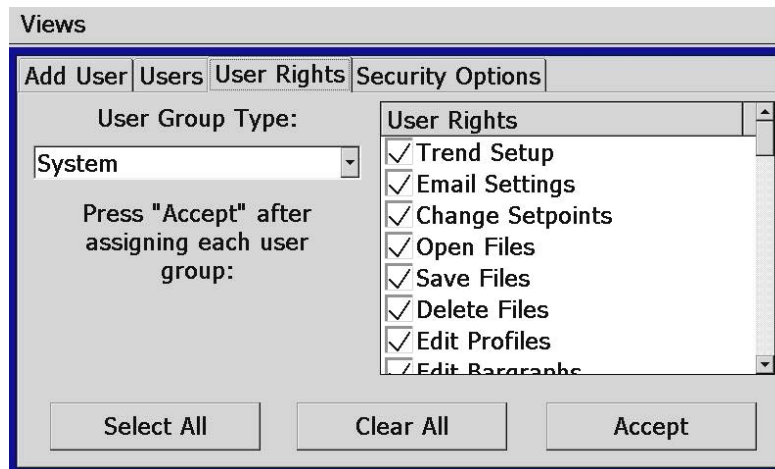 Views
Add User
Users
User Rights
Security Options
User Group Type:
System
Press "Accept" after
assigning each user
group:
User Rights
Trend Setup
Email Settings
Change Setpoints
Open Files
Save Files
Delete Files
Edit Profiles
Edit Bargraphs
Select All
Clear All
Accept